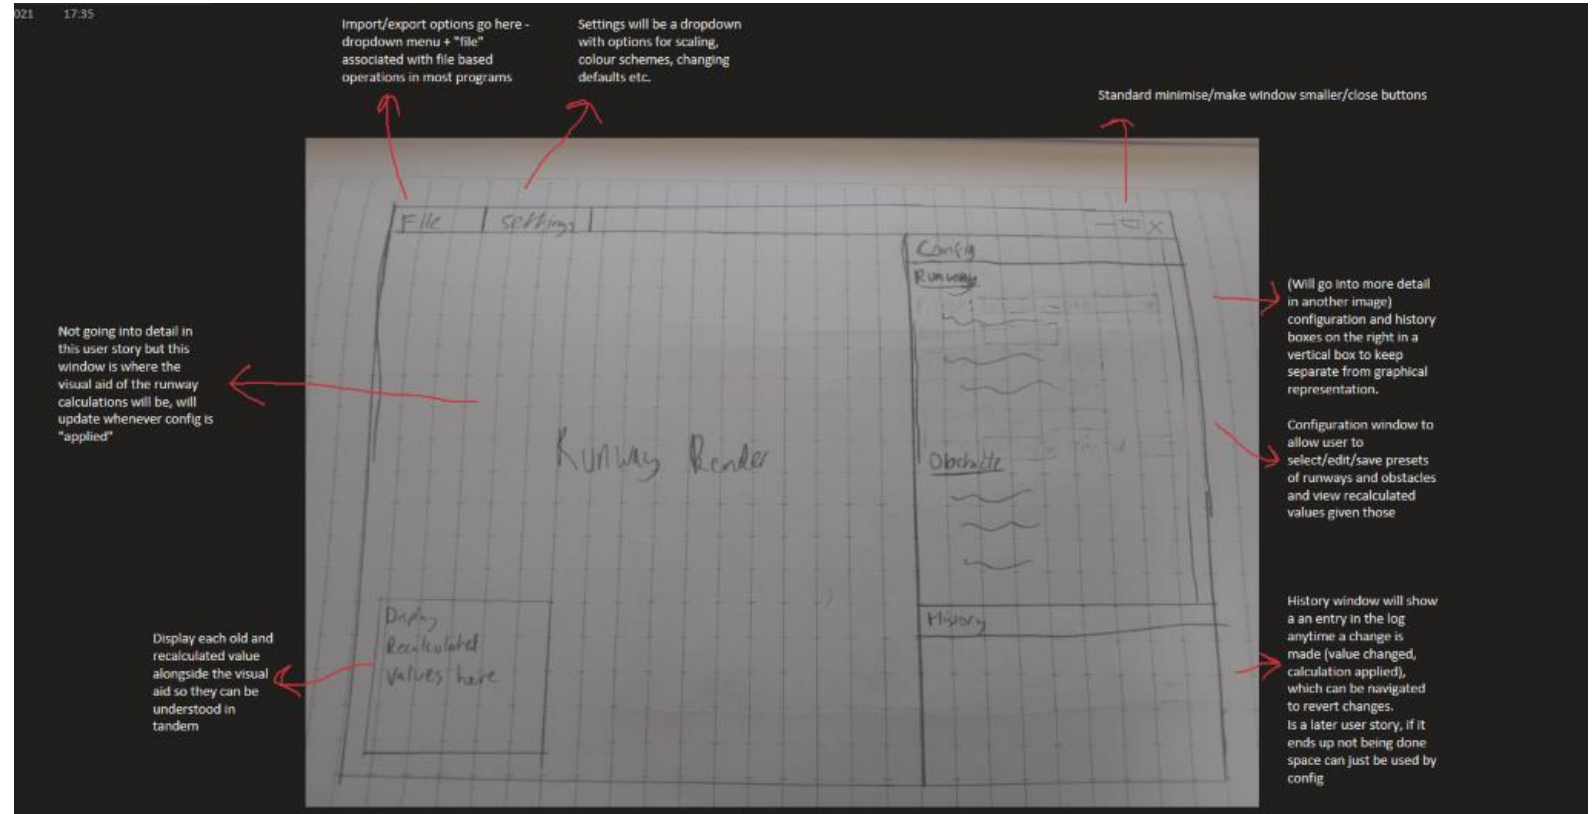 021 17:35
Import/export options go here -
dropdown menu + "file"
associated with file based
operations in most programs
Settings will be a dropdown
with options for scaling,
colour schemes, changing
defaults etc.
Standard minimise/make window smaller/close buttons
File
Settings
Config
Runway
(Will go into more detail
in another image)
configuration and history
boxes on the right in a
vertical box to keep
separate from graphical
representation.
Not going into detail in
this user story but this
window is where the
visual aid of the runway
calculations will be, will
update whenever config is
"applied"
Runway Render
Obstacle
Configuration window to
allow user to
select/edit/save presets
of runways and obstacles
and view recalculated
values given those
Display
Recalculated
Values here
Display each old and
recalculated value
alongside the visual
aid so they can be
understood in
tandem
History
History window will show
a an entry in the log
anytime a change is
made (value changed,
calculation applied),
which can be navigated
to revert changes.
Is a later user story, if it
ends up not being done
space can just be used by
config